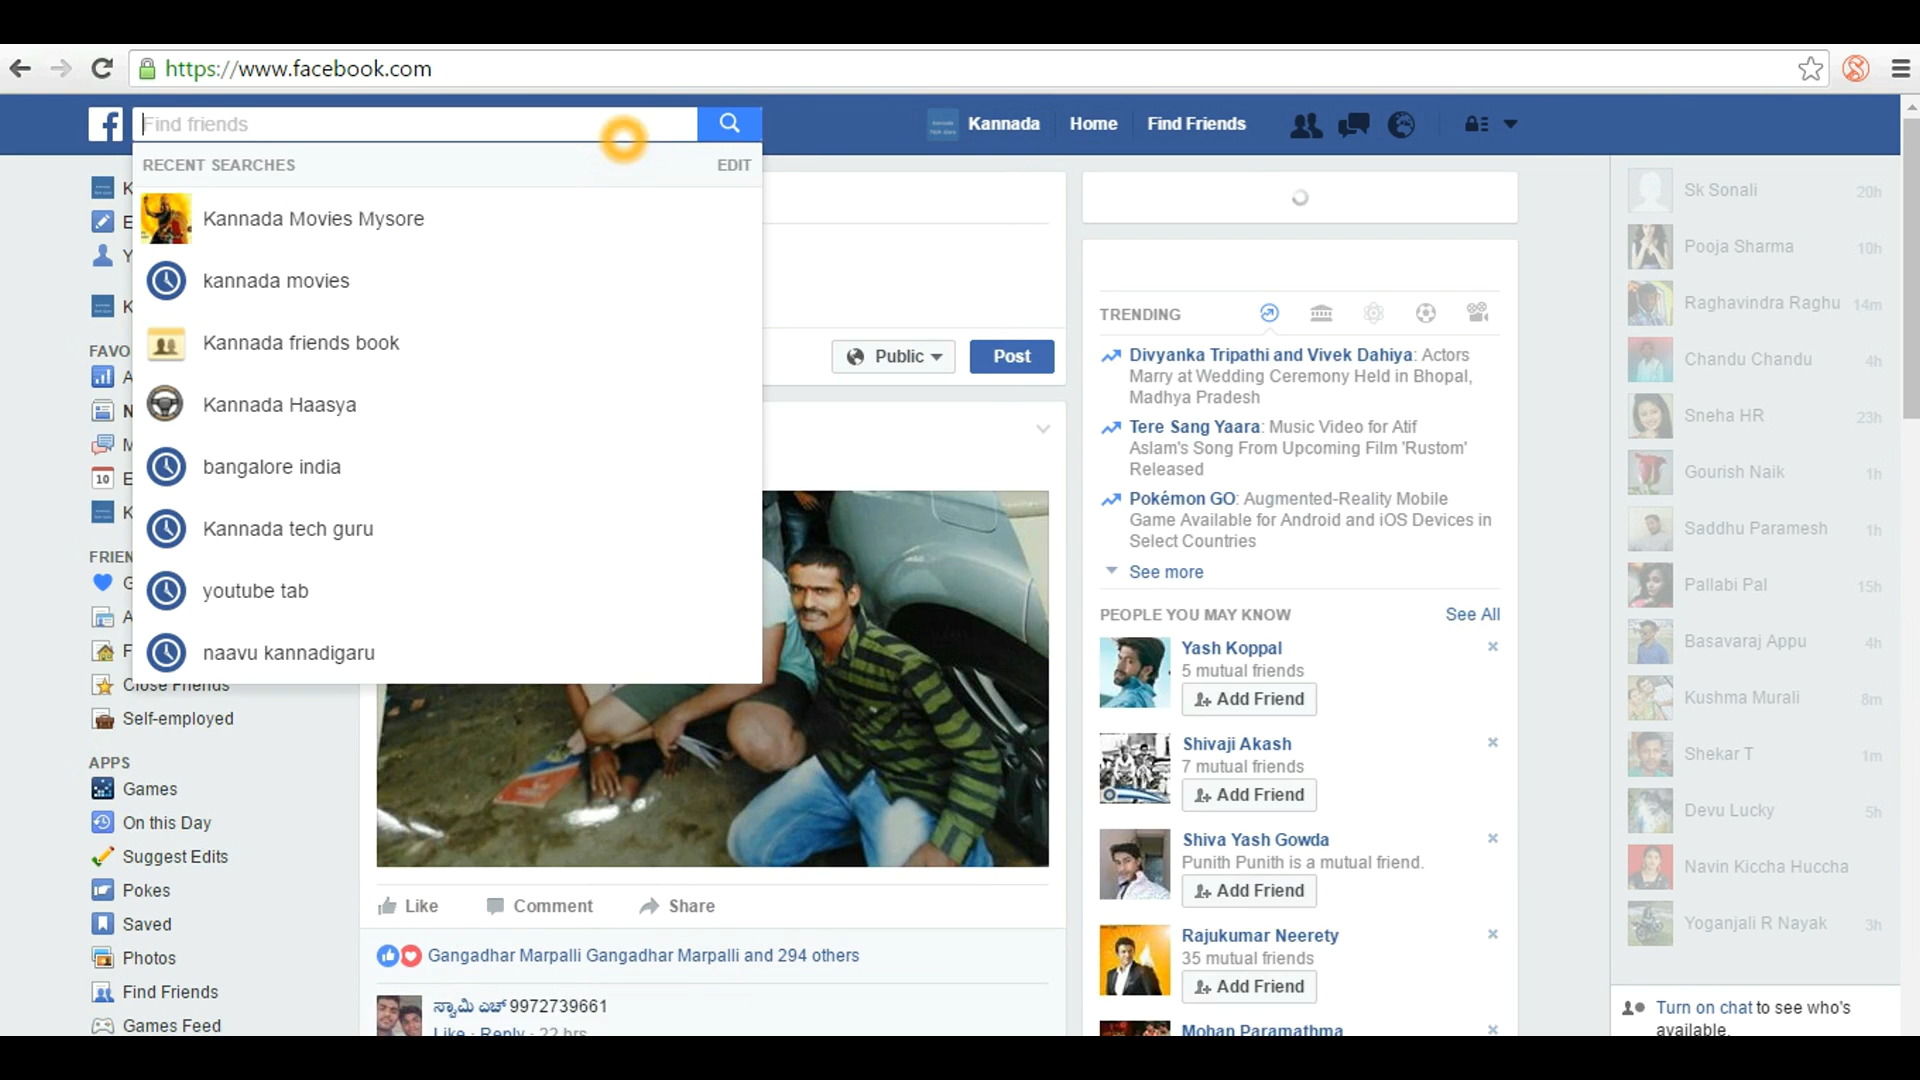 https://www.facebook.com
Find friends
Kannada Home Find Friends
RECENT SEARCHES EDIT
Kannada Movies Mysore
kannada movies
Kannada friends book
Kannada Haasya
bangalore india
Kannada tech guru
youtube tab
naavu kannadigaru
K
E
Y
K
FAVO
A
N
M
10 E
K
FRIEN
G
A
F
Close Friends
Self-employed
APPS
Games
On this Day
Suggest Edits
Pokes
Saved
Photos
Find Friends
Games Feed
Public Post
Like Comment Share
Gangadhar Marpalli Gangadhar Marpalli and 294 others
ಸ್ವಾಮಿ ಎಚ್ 9972739661
Like · Reply · 22 hrs
TRENDING
Divyanka Tripathi and Vivek Dahiya: Actors
Marry at Wedding Ceremony Held in Bhopal,
Madhya Pradesh
Tere Sang Yaara: Music Video for Atif
Aslam's Song From Upcoming Film 'Rustom'
Released
Pokémon GO: Augmented-Reality Mobile
Game Available for Android and iOS Devices in
Select Countries
See more
PEOPLE YOU MAY KNOW See All
Yash Koppal
5 mutual friends
Add Friend
Shivaji Akash
7 mutual friends
Add Friend
Shiva Yash Gowda
Punith Punith is a mutual friend.
Add Friend
Rajukumar Neerety
35 mutual friends
Add Friend
Mohan Paramathma
Sk Sonali 20h
Pooja Sharma 10h
Raghavindra Raghu 14m
Chandu Chandu 4h
Sneha HR 23h
Gourish Naik 1h
Saddhu Paramesh 1h
Pallabi Pal 15h
Basavaraj Appu 4h
Kushma Murali 8m
Shekar T 1m
Devu Lucky 5h
Navin Kiccha Huccha
Yoganjali R Nayak 3h
Turn on chat to see who's
available.